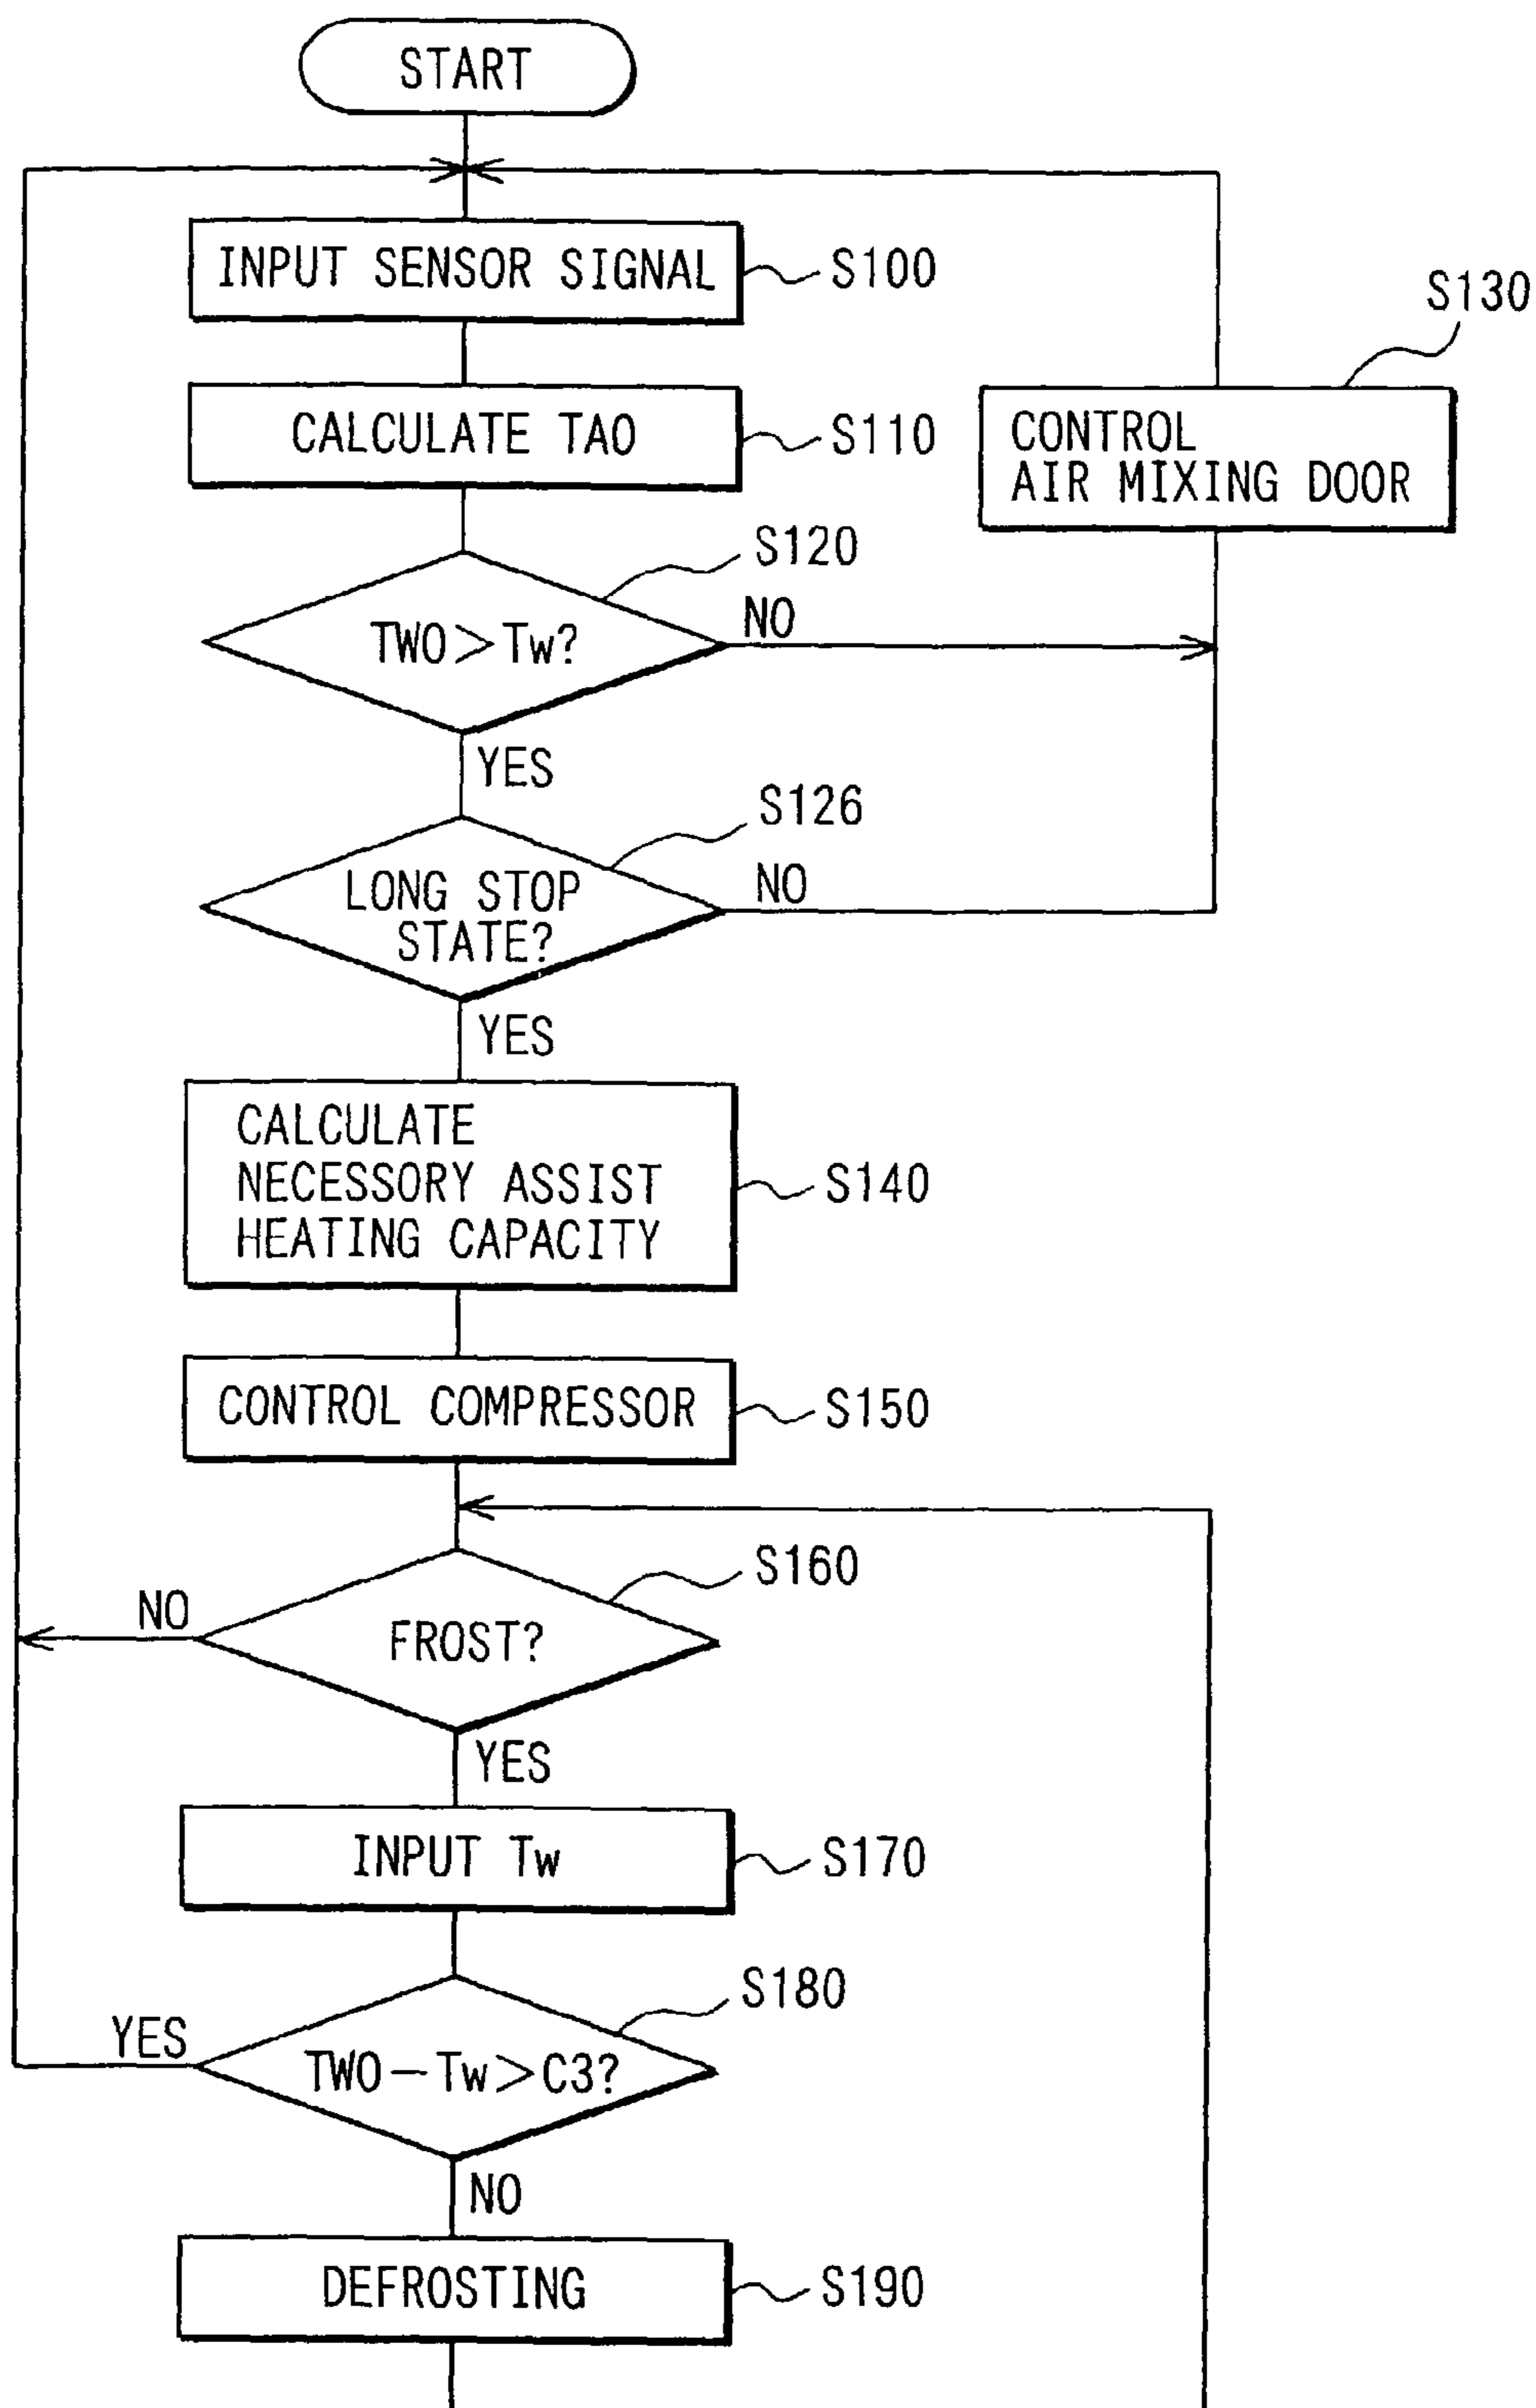 START
INPUT SENSOR SIGNAL
S100
S130
CALCULATE TAO
S110
CONTROL
AIR MIXING DOOR
S120
TWO>Tw?
NO
YES
S126
LONG STOP
STATE?
NO
YES
CALCULATE
NECESSORY ASSIST
HEATING CAPACITY
S140
CONTROL COMPRESSOR
S150
S160
NO
FROST?
YES
INPUT Tw
S170
S180
YES
TWO-Tw>C3?
NO
DEFROSTING
S190